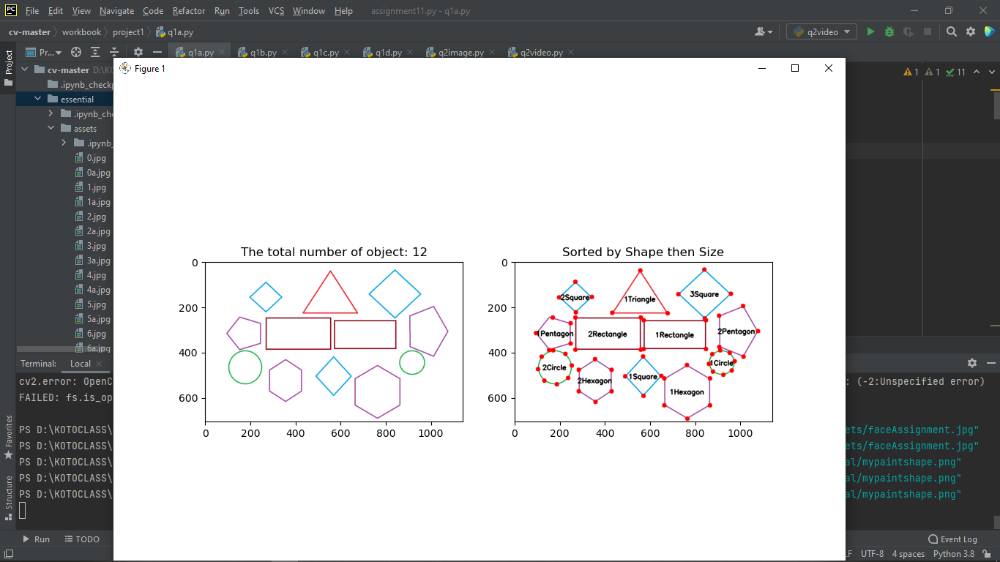 PC File Edit View Navigate Code Refactor Run Tools VCS Window Help assignment11.py - q1a.py
cv-master workbook project1 q1a.py q2video
Project Pr... q1a.py q1b.py q1c.py q1d.py q2image.py q2video.py
Figure 1
cv-master D:\KO
1 1 11
.ipynb_checkp
essential
.ipynb_che
assets
.ipynb_
0.jpg
0a.jpg
1.jpg
1a.jpg
2.jpg
2a.jpg
3.jpg
3a.jpg
4.jpg
4a.jpg
5.jpg
5a.jpg
6.jpg
6a.jpg
The total number of object: 12
0
200
400
600
0 200 400 600 800 1000
Sorted by Shape then Size
0
200
400
600
0 200 400 600 800 1000
2Square
1Triangle
3Square
1Pentagon
2Rectangle
1Rectangle
2Pentagon
2Circle
2Hexagon
1Square
1Hexagon
1Circle
Terminal: Local
cv2.error: OpenC : (-2:Unspecified error)
FAILED: fs.is_op
PS D:\KOTOCLASS\ ets/faceAssignment.jpg"
PS D:\KOTOCLASS\ ets/faceAssignment.jpg"
PS D:\KOTOCLASS\ al/mypaintshape.png"
PS D:\KOTOCLASS\ al/mypaintshape.png"
PS D:\KOTOCLASS\ al/mypaintshape.png"
Favorites
Structure
Run TODO Event Log
LF UTF-8 4 spaces Python 3.8